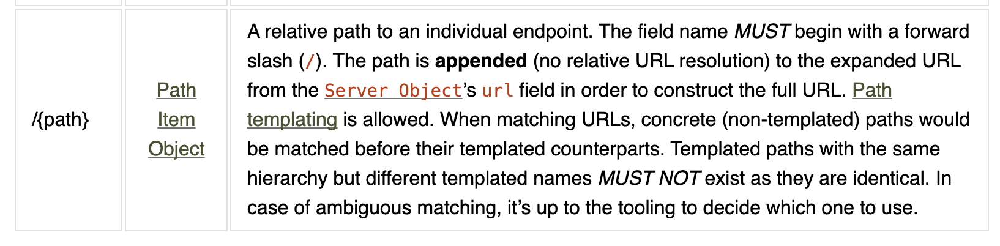 /{path}
Path
Item
Object
A relative path to an individual endpoint. The field name MUST begin with a forward
slash (/). The path is appended (no relative URL resolution) to the expanded URL
from the Server Object’s url field in order to construct the full URL. Path
templating is allowed. When matching URLs, concrete (non-templated) paths would
be matched before their templated counterparts. Templated paths with the same
hierarchy but different templated names MUST NOT exist as they are identical. In
case of ambiguous matching, it’s up to the tooling to decide which one to use.